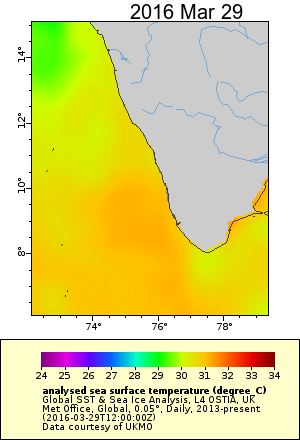 2016 Mar 29
14°
12°
10°
8°
74° 76° 78°
24 25 26 27 28 29 30 31 32 33 34
analysed sea surface temperature (degree_C)
Global SST & Sea Ice Analysis, L4 OSTIA, UK
Met Office, Global, 0.05°, Daily, 2013-present
(2016-03-29T12:00:00Z)
Data courtesy of UKMO